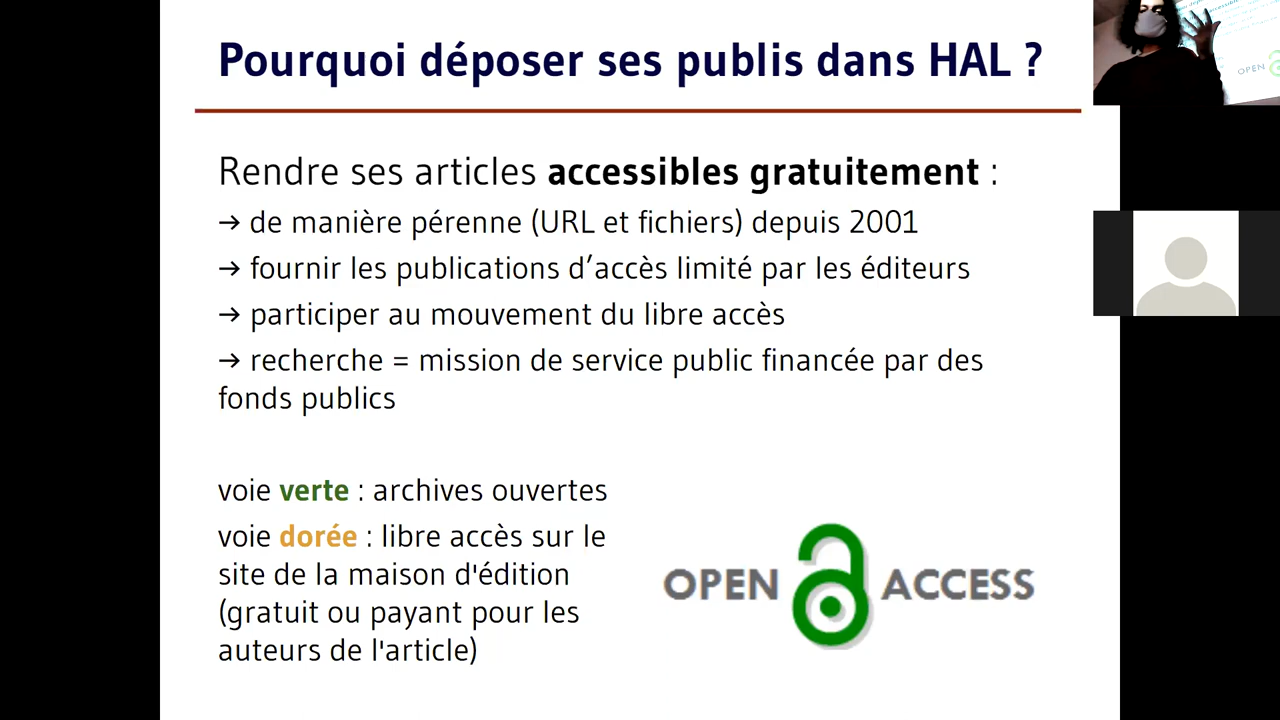 Pourquoi déposer ses publis dans HAL ?
Rendre ses articles accessibles gratuitement :
→ de manière pérenne (URL et fichiers) depuis 2001
→ fournir les publications d’accès limité par les éditeurs
→ participer au mouvement du libre accès
→ recherche = mission de service public financée par des
fonds publics
voie verte : archives ouvertes
voie dorée : libre accès sur le
site de la maison d'édition
(gratuit ou payant pour les
auteurs de l'article)
OPEN ACCESS
OPEN